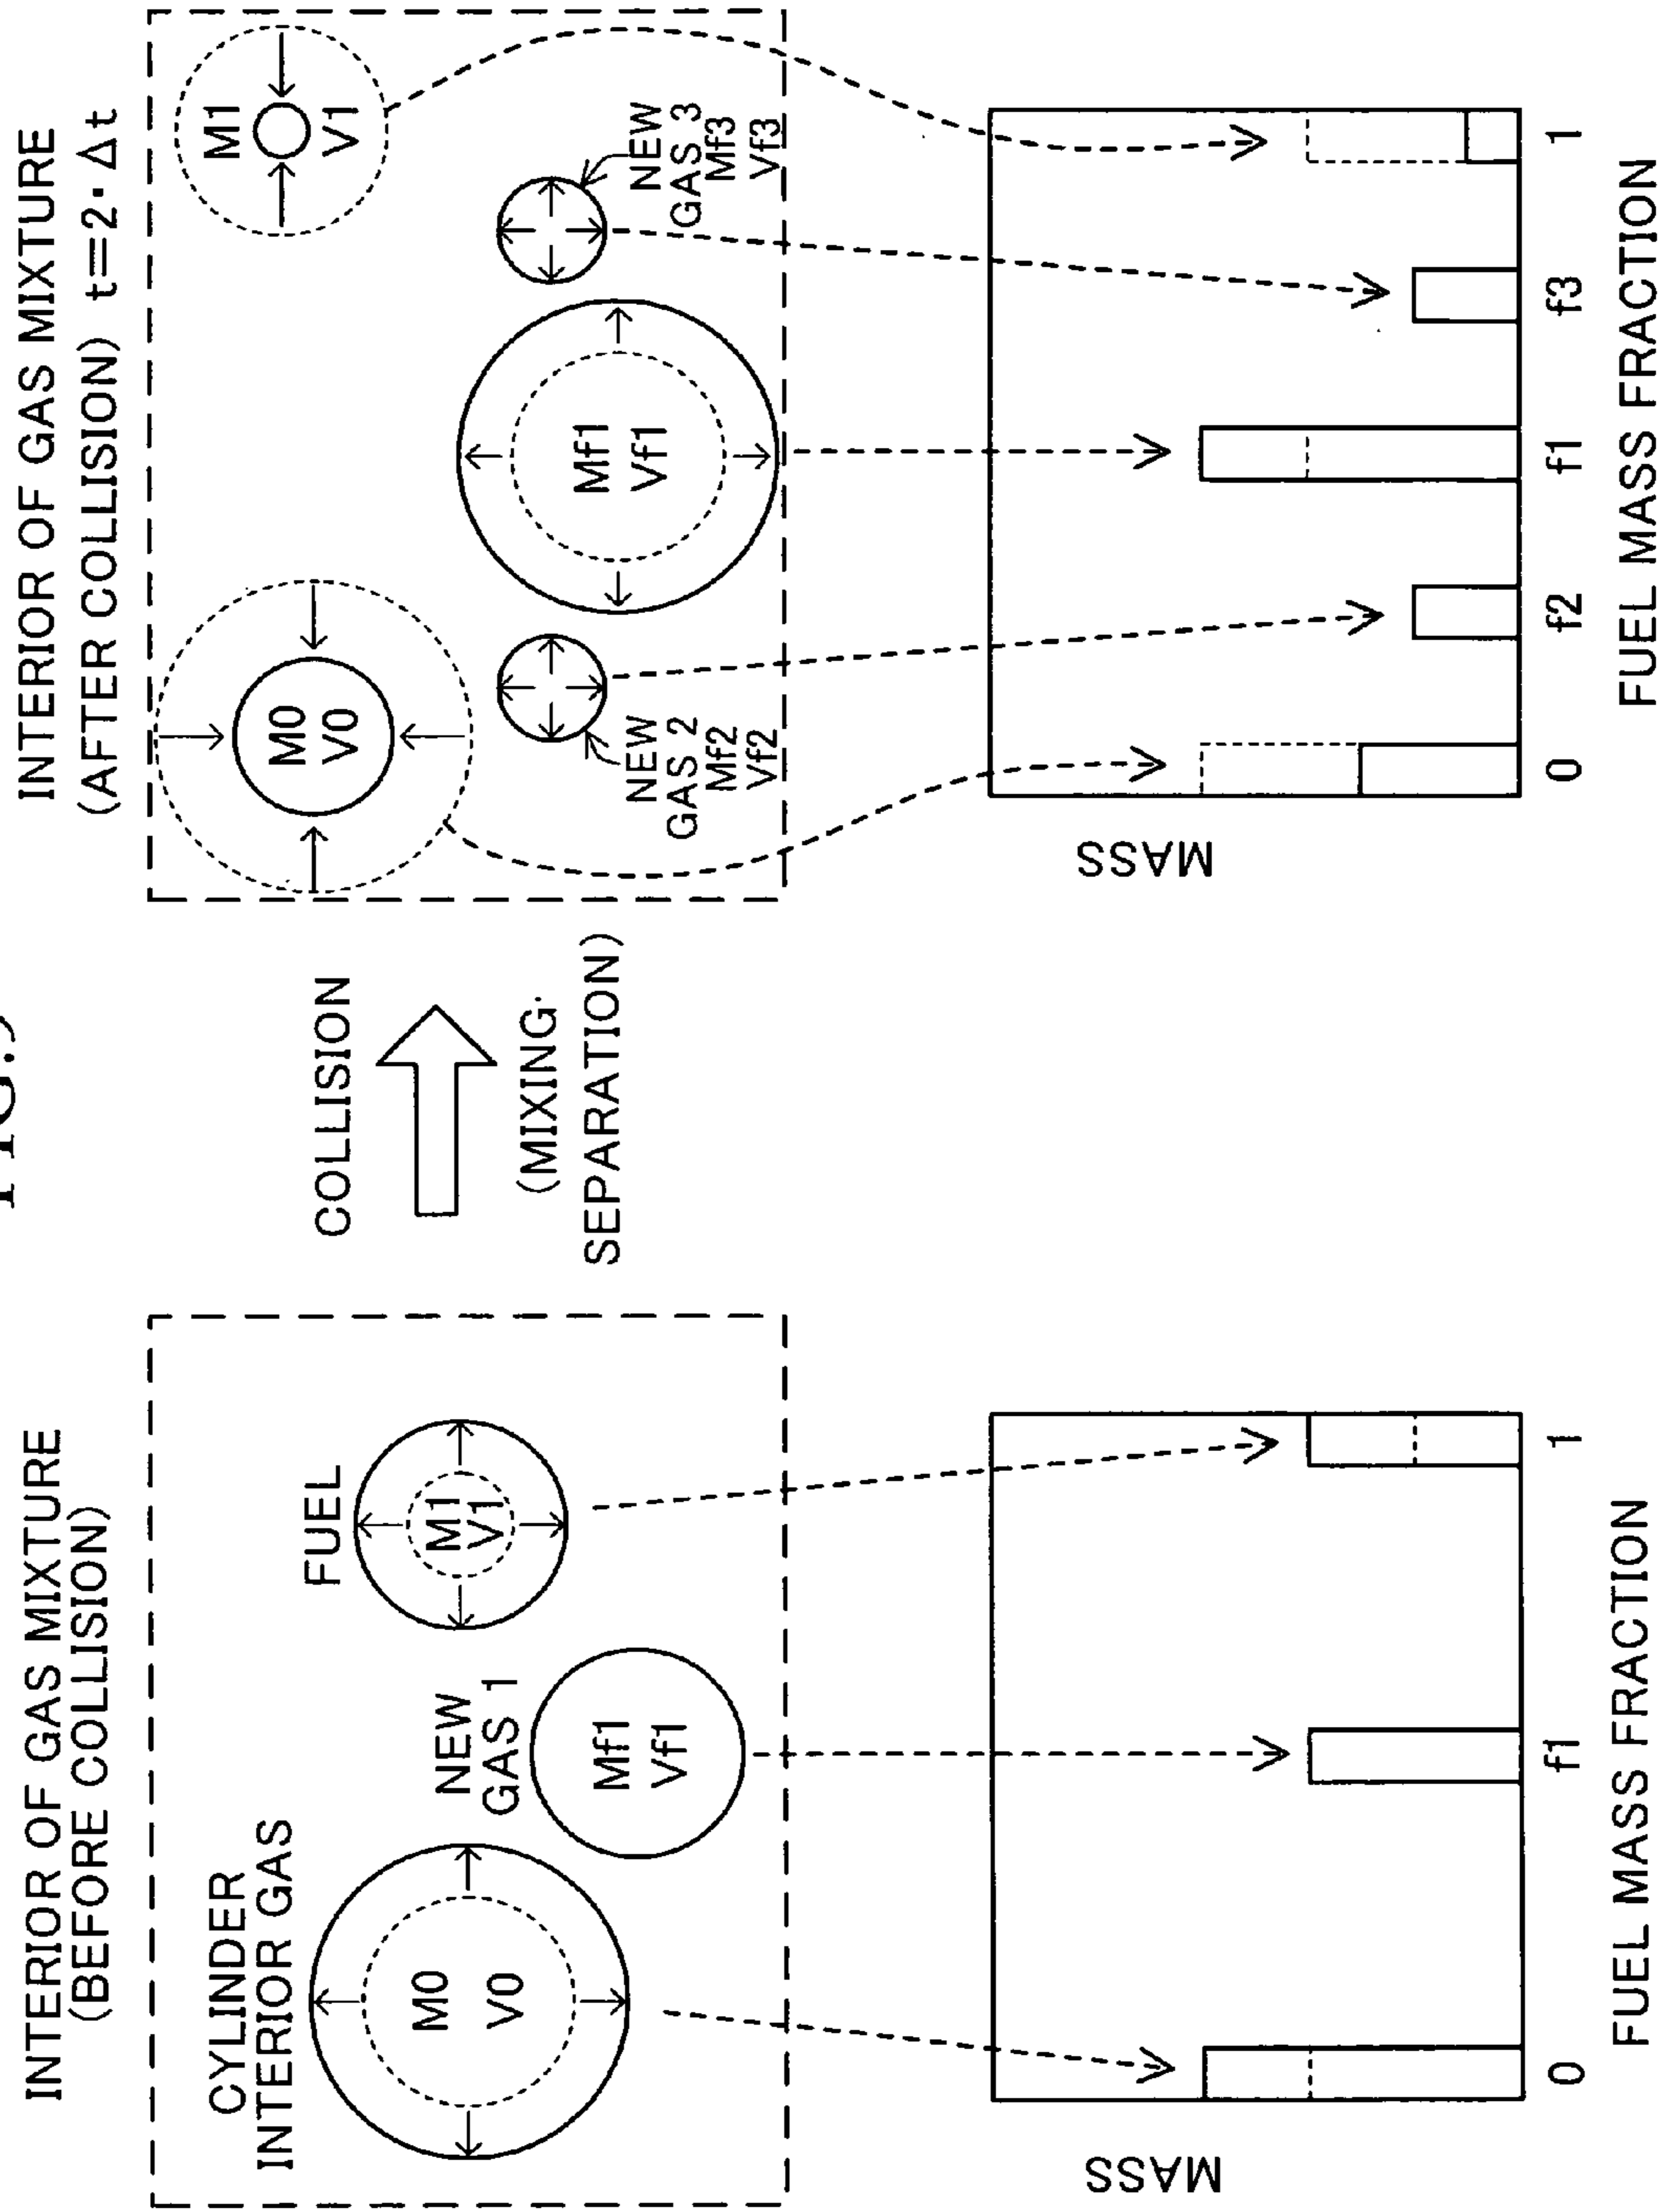 INTERIOR OF GAS MIXTURE
(BEFORE COLLISION)
CYLINDER
INTERIOR GAS
M0
V0
NEW
GAS 1
Mf1
Vf1
FUEL
M1
V1
MASS
0
f1
1
FUEL MASS FRACTION
COLLISION
(MIXING·
SEPARATION)
INTERIOR OF GAS MIXTURE
(AFTER COLLISION) t=2·Δt
M0
V0
NEW
GAS 2
Mf2
Vf2
Mf1
Vf1
NEW
GAS 3
Mf3
Vf3
M1
V1
MASS
0
f2
f1
f3
1
FUEL MASS FRACTION